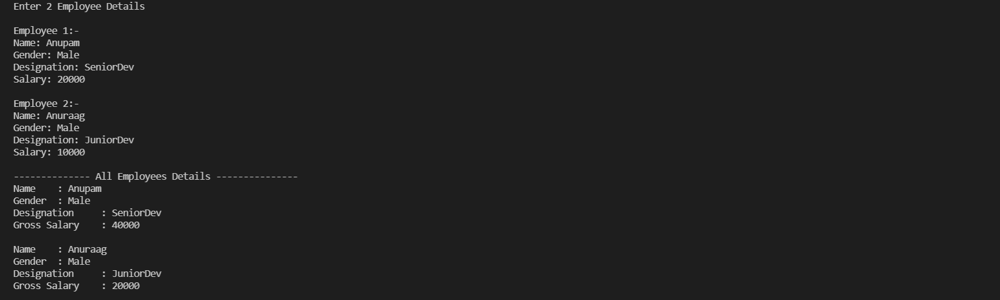 Enter 2 Employee Details
Employee 1:-
Name: Anupam
Gender: Male
Designation: SeniorDev
Salary: 20000
Employee 2:-
Name: Anuraag
Gender: Male
Designation: JuniorDev
Salary: 10000
-------------- All Employees Details ---------------
Name    : Anupam
Gender  : Male
Designation     : SeniorDev
Gross Salary    : 40000
Name    : Anuraag
Gender  : Male
Designation     : JuniorDev
Gross Salary    : 20000